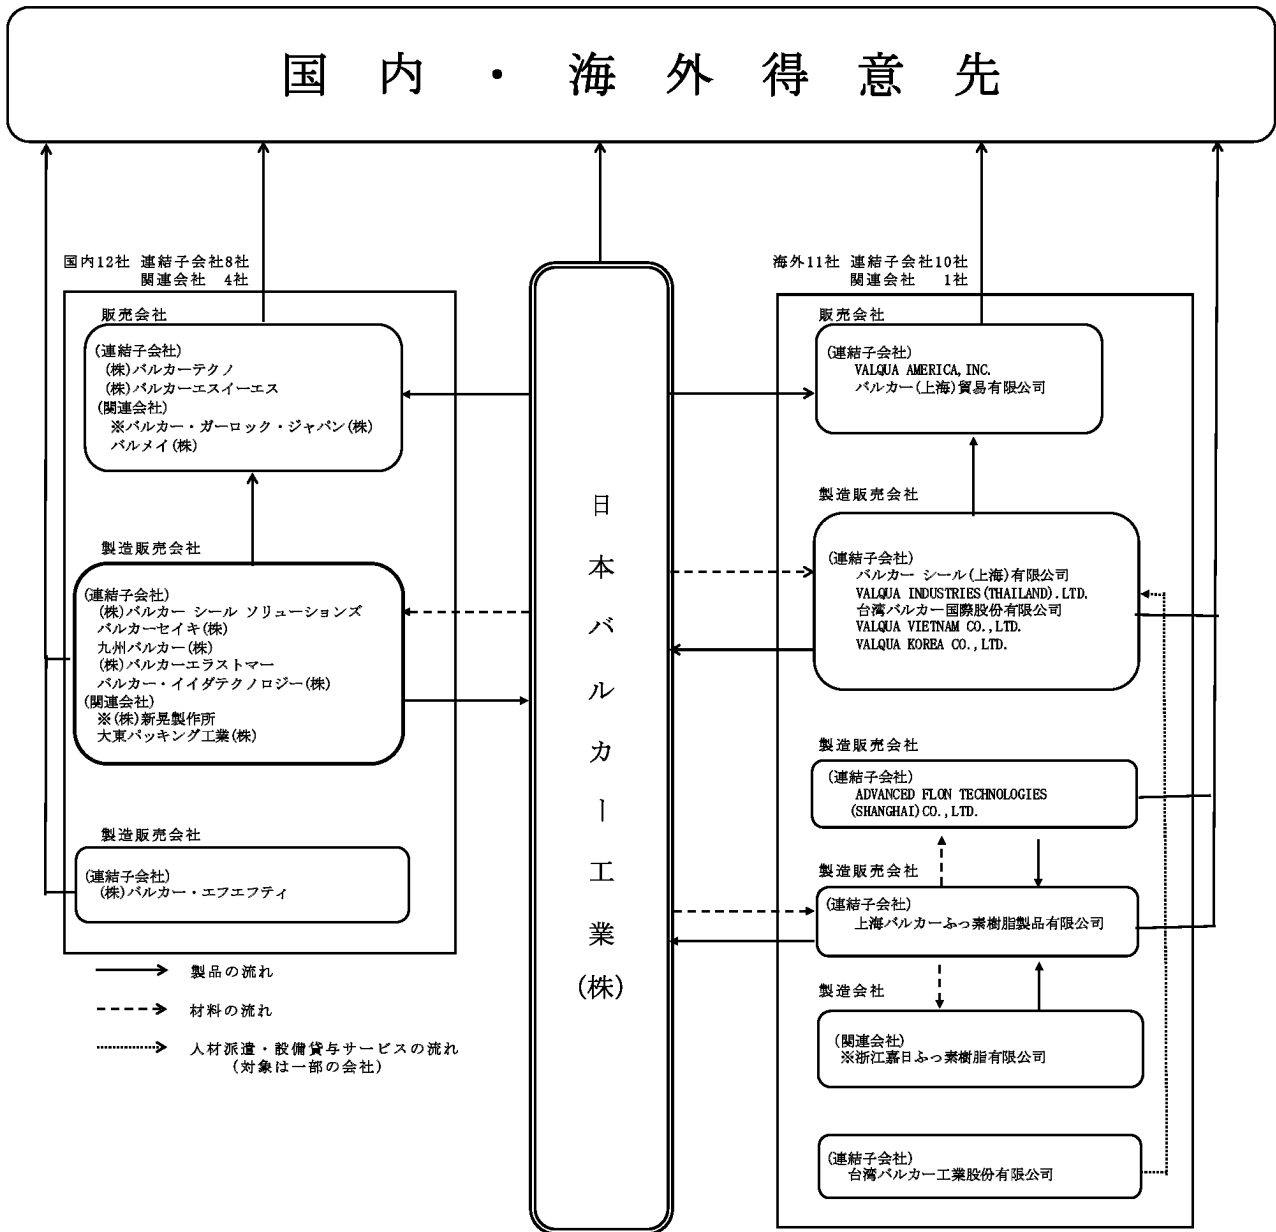 国内・海外得意先
国内12社 連結子会社8社
関連会社 4社
販売会社
(連結子会社)
(株)バルカーテクノ
(株)バルカーエスイーエス
(関連会社)
※バルカー・ガーロック・ジャパン(株)
バルメイ(株)
製造販売会社
(連結子会社)
(株)バルカー シール ソリューションズ
バルカーセイキ(株)
九州バルカー(株)
(株)バルカーエラストマー
バルカー・イイダテクノロジー(株)
(関連会社)
※(株)新晃製作所
大東パッキング工業(株)
製造販売会社
(連結子会社)
(株)バルカー・エフエフティ
製品の流れ
材料の流れ
人材派遣・設備貸与サービスの流れ
(対象は一部の会社)
日本バルカー工業(株)
海外11社 連結子会社10社
関連会社 1社
販売会社
(連結子会社)
VALQUA AMERICA, INC.
バルカー(上海)貿易有限公司
製造販売会社
(連結子会社)
バルカー シール(上海)有限公司
VALQUA INDUSTRIES(THAILAND).LTD.
台湾バルカー国際股份有限公司
VALQUA VIETNAM CO.,LTD.
VALQUA KOREA CO.,LTD.
製造販売会社
(連結子会社)
ADVANCED FLON TECHNOLOGIES
(SHANGHAI)CO.,LTD.
製造販売会社
(連結子会社)
上海バルカーふっ素樹脂製品有限公司
製造会社
(関連会社)
※浙江嘉日ふっ素樹脂有限公司
(連結子会社)
台湾バルカー工業股份有限公司